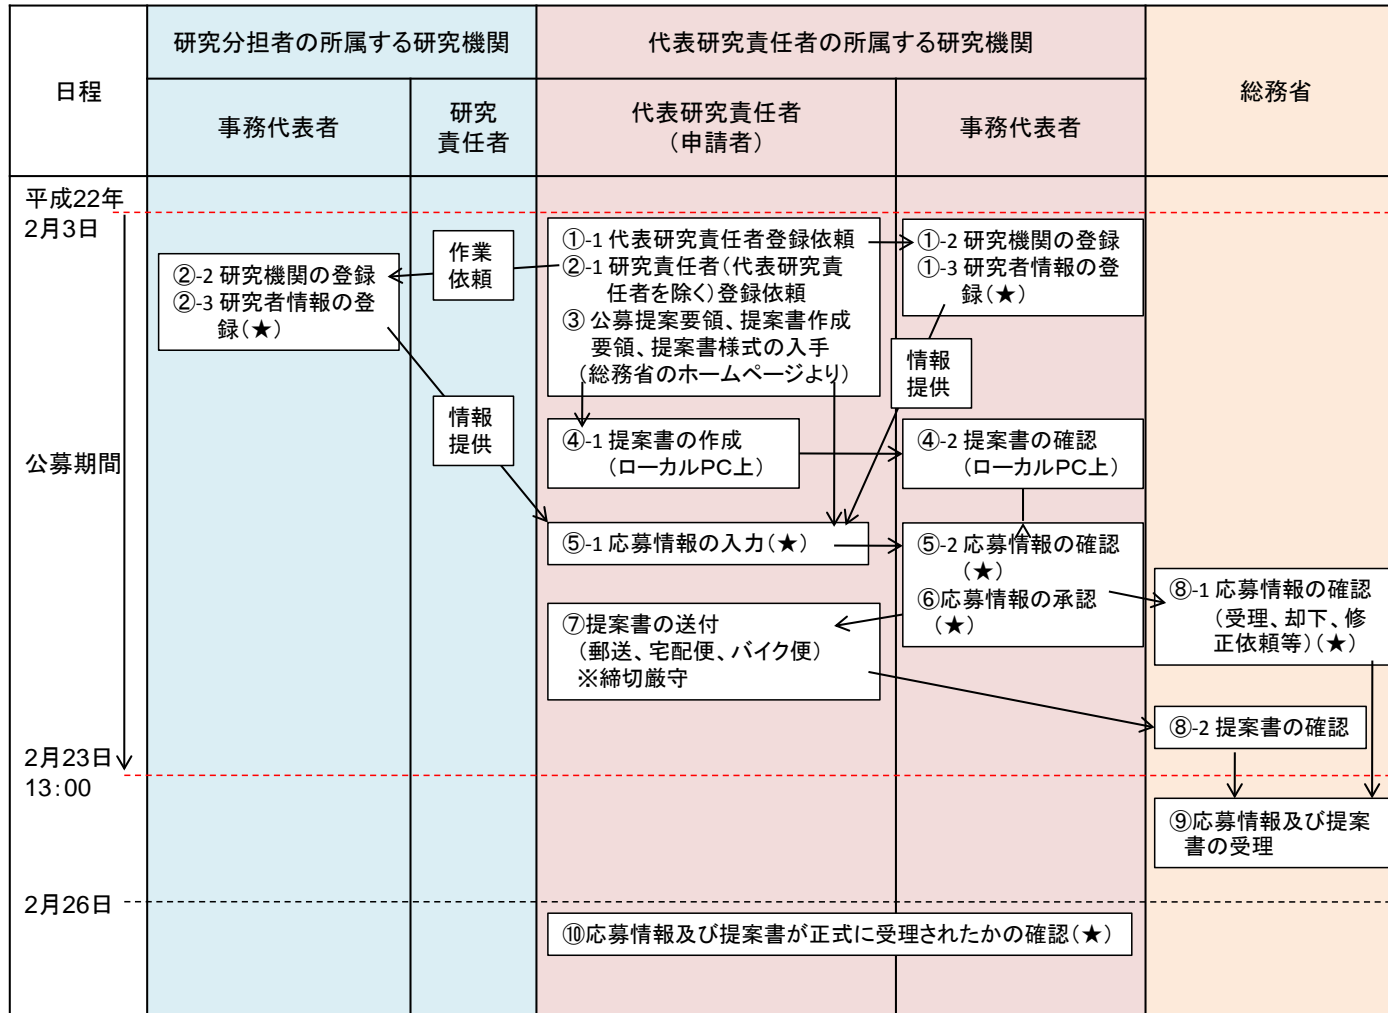 日程
研究分担者の所属する研究機関
代表研究責任者の所属する研究機関
総務省
事務代表者
研究
責任者
代表研究責任者
（申請者）
事務代表者
平成22年
2月3日
公募期間
2月23日
13：00
2月26日
②-2 研究機関の登録
②-3 研究者情報の登
録（★）
作業
依頼
情報
提供
①-1 代表研究責任者登録依頼
②-1 研究責任者（代表研究責
任者を除く）登録依頼
③ 公募提案要領、提案書作成
要領、提案書様式の入手
（総務省のホームページより）
①-2 研究機関の登録
①-3 研究者情報の登
録（★）
情報
提供
④-1 提案書の作成
（ローカルPC上）
④-2 提案書の確認
（ローカルPC上）
⑤-1 応募情報の入力（★）
⑤-2 応募情報の確認
（★）
⑥応募情報の承認
（★）
⑦提案書の送付
（郵送、宅配便、バイク便）
※締切厳守
⑧-1 応募情報の確認
（受理、却下、修
正依頼等）（★）
⑧-2 提案書の確認
⑨応募情報及び提案
書の受理
⑩応募情報及び提案書が正式に受理されたかの確認（★）